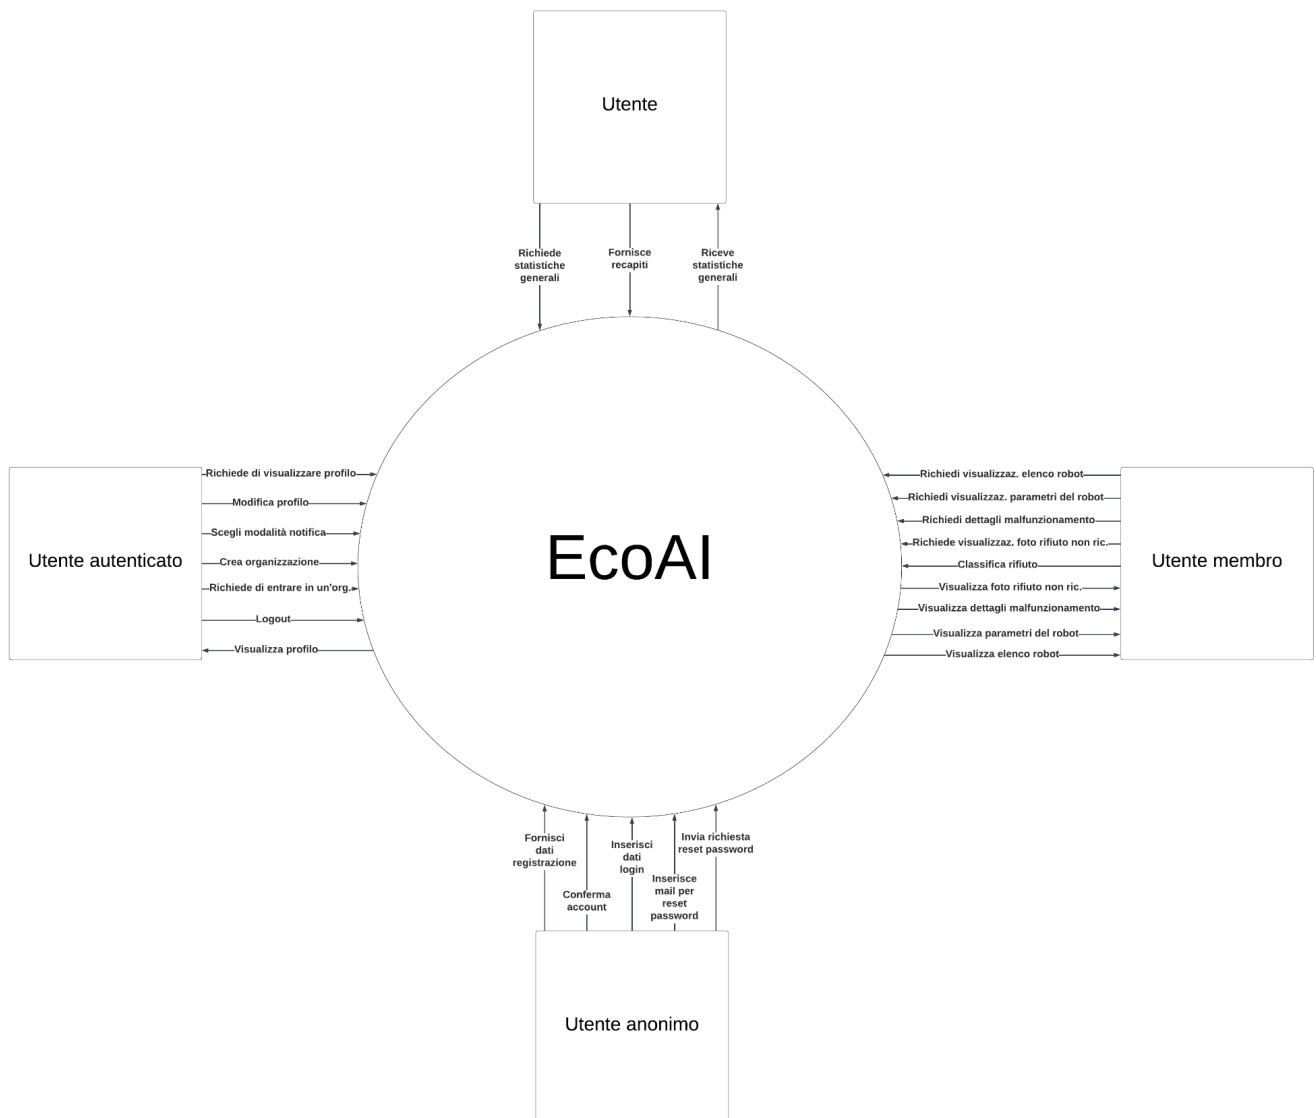 Utente
Richiede
statistiche
generali
Fornisce
recapiti
Riceve
statistiche
generali
Utente autenticato
Richiede di visualizzare profilo
Modifica profilo
Scegli modalità notifica
Crea organizzazione
Richiede di entrare in un'org.
Logout
Visualizza profilo
EcoAI
Richiedi visualizzaz. elenco robot
Richiedi visualizzaz. parametri del robot
Richiedi dettagli malfunzionamento
Richiede visualizzaz. foto rifiuto non ric.
Classifica rifiuto
Visualizza foto rifiuto non ric.
Visualizza dettagli malfunzionamento
Visualizza parametri del robot
Visualizza elenco robot
Utente membro
Fornisci
dati
registrazione
Conferma
account
Inserisci
dati
login
Inserisce
mail per
reset
password
Invia richiesta
reset password
Utente anonimo